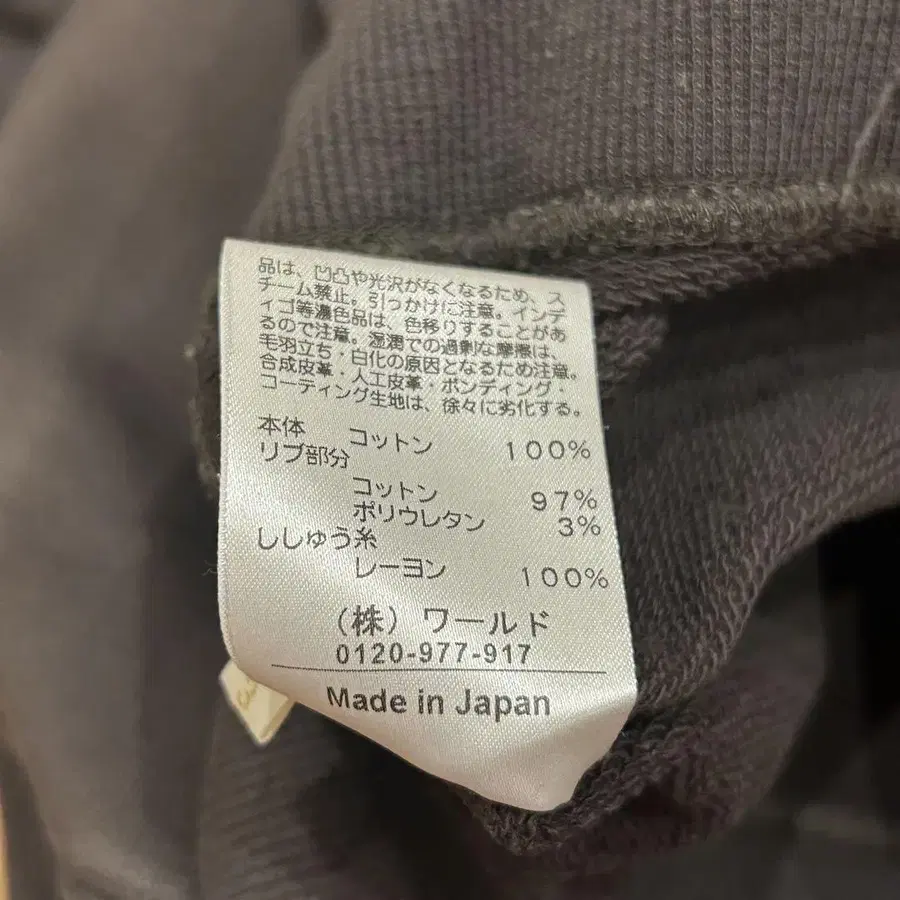 品は、凹凸や光沢がなくなるため、ス
チーム禁止。引っかけに注意。インデ
ィゴ等濃色品は、色移りすることがあ
るので注意。湿潤での過剰な摩擦は、
毛羽立ち・白化の原因となるため注意。
合成皮革・人工皮革・ボンディング・
コーティング生地は、徐々に劣化する。
本体 コットン 100%
リブ部分
コットン 97%
ポリウレタン 3%
ししゅう糸
レーヨン 100%
(株)ワールド
0120-977-917
Made in Japan